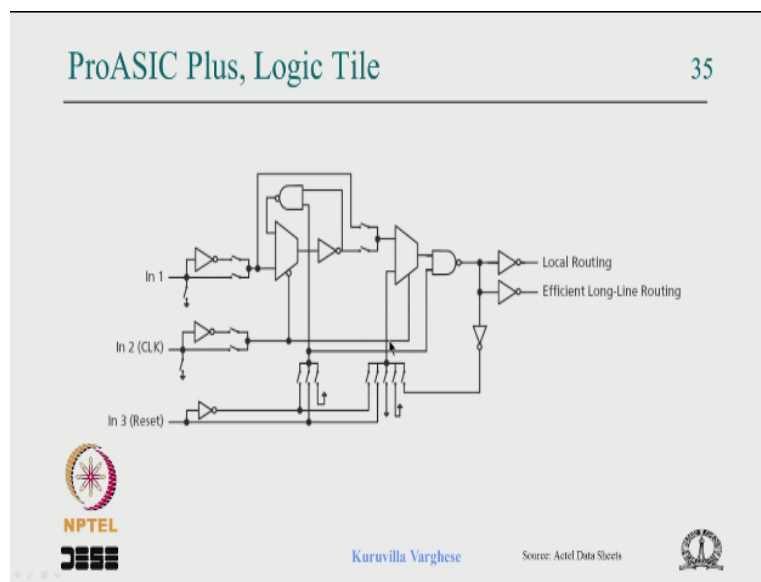 ProASIC Plus, Logic Tile 35
In 1
Local Routing
Efficient Long-Line Routing
In 2 (CLK)
In 3 (Reset)
NPTEL
DESE
Kuruvilla Varghese
Source: Actel Data Sheets